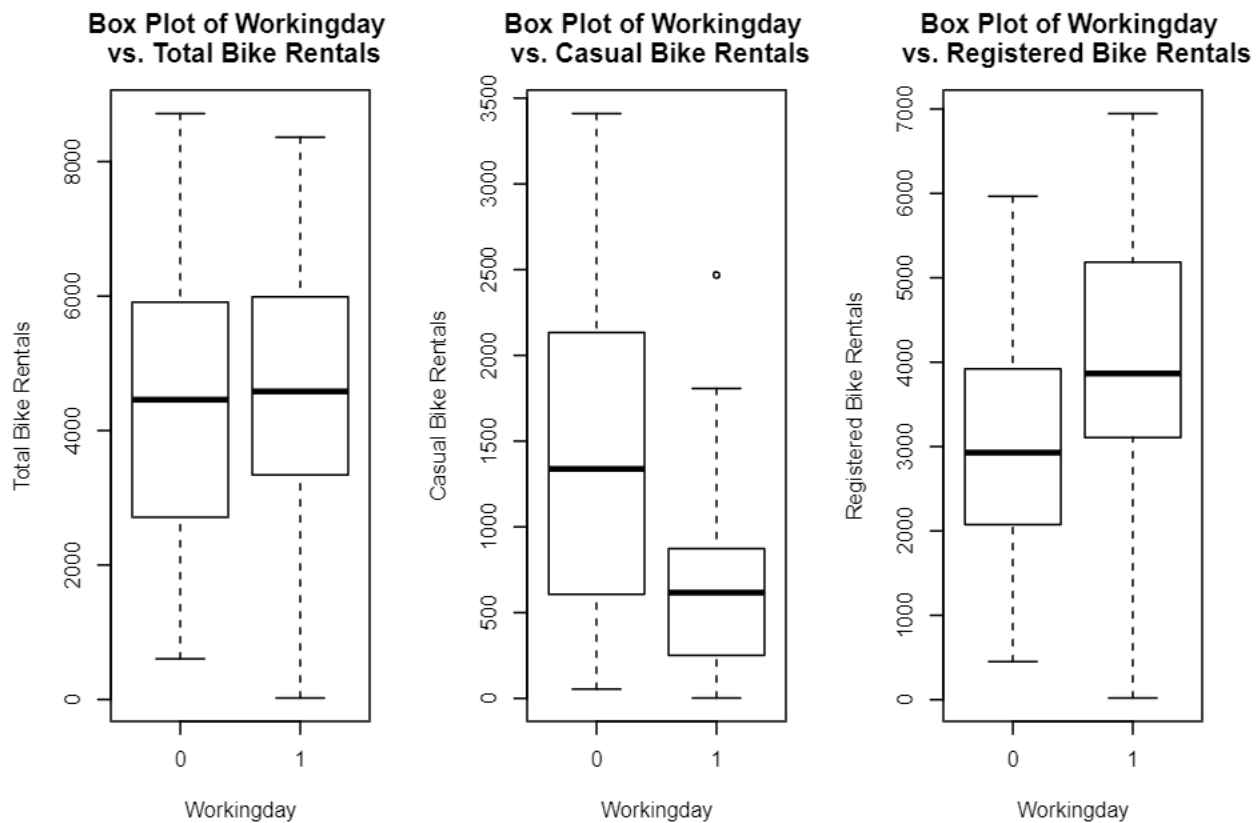 Box Plot of Workingday
vs. Total Bike Rentals
Total Bike Rentals
8000
6000
4000
2000
0
0 1
Workingday
Box Plot of Workingday
vs. Casual Bike Rentals
Casual Bike Rentals
3500
3000
2500
2000
1500
1000
500
0
0 1
Workingday
Box Plot of Workingday
vs. Registered Bike Rentals
Registered Bike Rentals
7000
6000
5000
4000
3000
2000
1000
0
0 1
Workingday